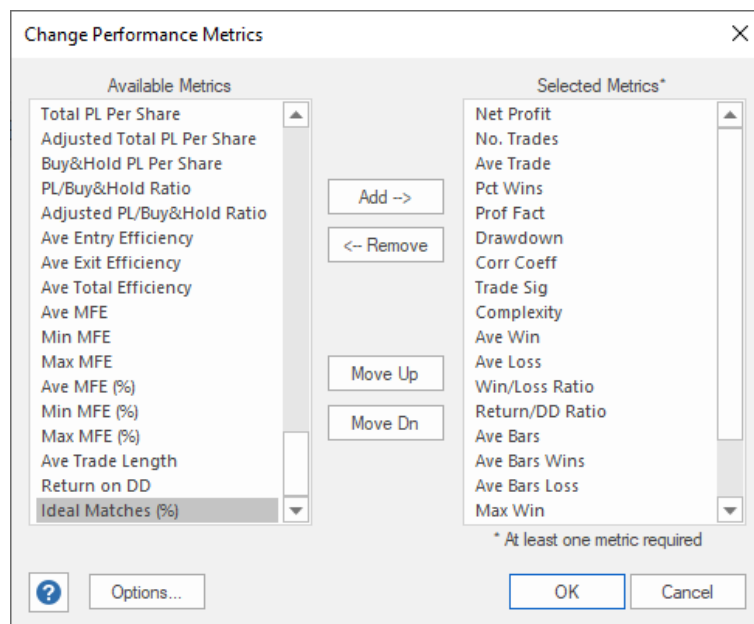 Change Performance Metrics
Available Metrics
Total PL Per Share
Adjusted Total PL Per Share
Buy&Hold PL Per Share
PL/Buy&Hold Ratio
Adjusted PL/Buy&Hold Ratio
Ave Entry Efficiency
Ave Exit Efficiency
Ave Total Efficiency
Ave MFE
Min MFE
Max MFE
Ave MFE (%)
Min MFE (%)
Max MFE (%)
Ave Trade Length
Return on DD
Ideal Matches (%)
Add -->
<-- Remove
Move Up
Move Dn
Selected Metrics*
Net Profit
No. Trades
Ave Trade
Pct Wins
Prof Fact
Drawdown
Corr Coeff
Trade Sig
Complexity
Ave Win
Ave Loss
Win/Loss Ratio
Return/DD Ratio
Ave Bars
Ave Bars Wins
Ave Bars Loss
Max Win
* At least one metric required
?
Options...
OK
Cancel